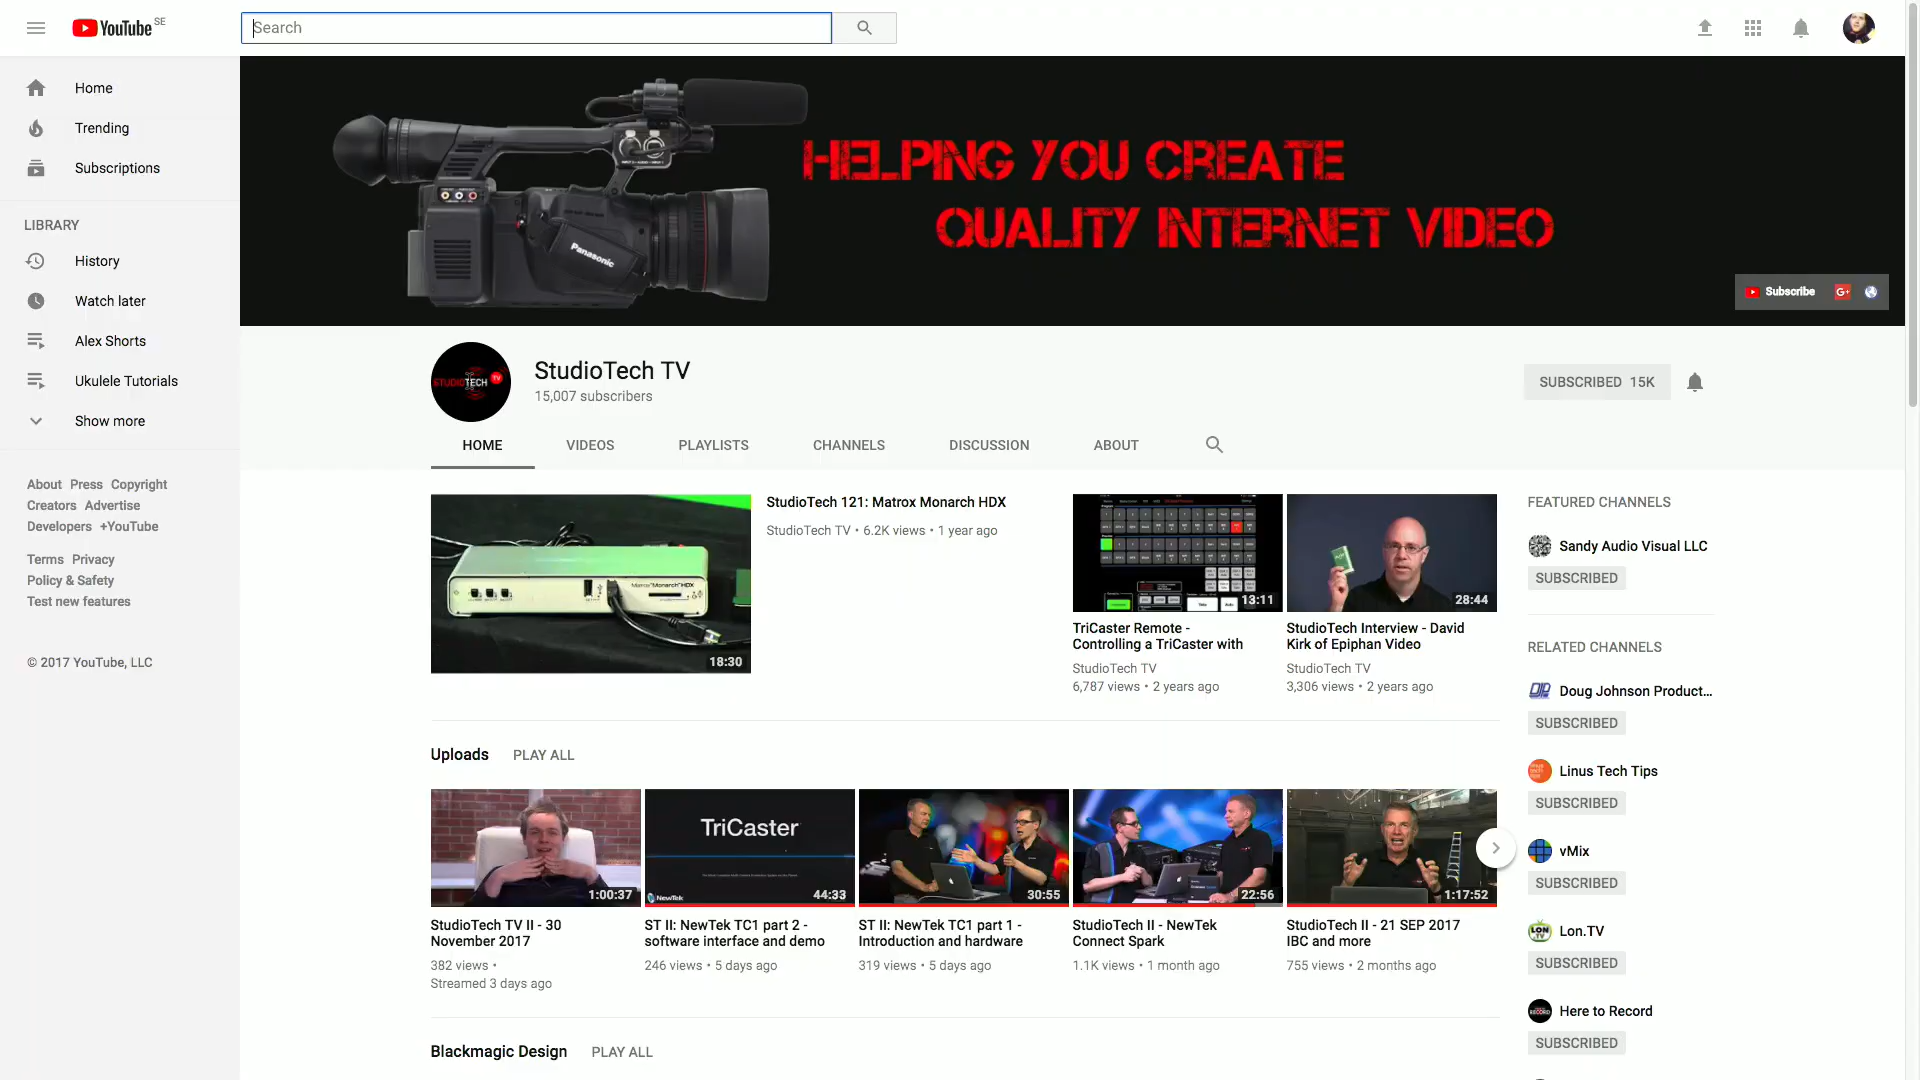 YouTube SE
Search
Home
Trending
Subscriptions
LIBRARY
History
Watch later
Alex Shorts
Ukulele Tutorials
Show more
About Press Copyright
Creators Advertise
Developers +YouTube
Terms Privacy
Policy & Safety
Test new features
© 2017 YouTube, LLC
Panasonic
HELPING YOU CREATE
QUALITY INTERNET VIDEO
Subscribe G+
STUDIOTECH TV
StudioTech TV
15,007 subscribers
SUBSCRIBED 15K
HOME VIDEOS PLAYLISTS CHANNELS DISCUSSION ABOUT
Matrox Monarch HDX
18:30
StudioTech 121: Matrox Monarch HDX
StudioTech TV • 6.2K views • 1 year ago
13:11
TriCaster Remote -
Controlling a TriCaster with
StudioTech TV
6,787 views • 2 years ago
28:44
StudioTech Interview - David
Kirk of Epiphan Video
StudioTech TV
3,306 views • 2 years ago
Uploads PLAY ALL
1:00:37
StudioTech TV II - 30
November 2017
382 views •
Streamed 3 days ago
TriCaster
NewTek
44:33
ST II: NewTek TC1 part 2 -
software interface and demo
246 views • 5 days ago
30:55
ST II: NewTek TC1 part 1 -
Introduction and hardware
319 views • 5 days ago
22:56
StudioTech II - NewTek
Connect Spark
1.1K views • 1 month ago
1:17:52
StudioTech II - 21 SEP 2017
IBC and more
755 views • 2 months ago
Blackmagic Design PLAY ALL
FEATURED CHANNELS
Sandy Audio Visual LLC
SUBSCRIBED
RELATED CHANNELS
DJP
Doug Johnson Product...
SUBSCRIBED
Linus Tech Tips
SUBSCRIBED
vMix
SUBSCRIBED
LON.TV
Lon.TV
SUBSCRIBED
RECORD
Here to Record
SUBSCRIBED